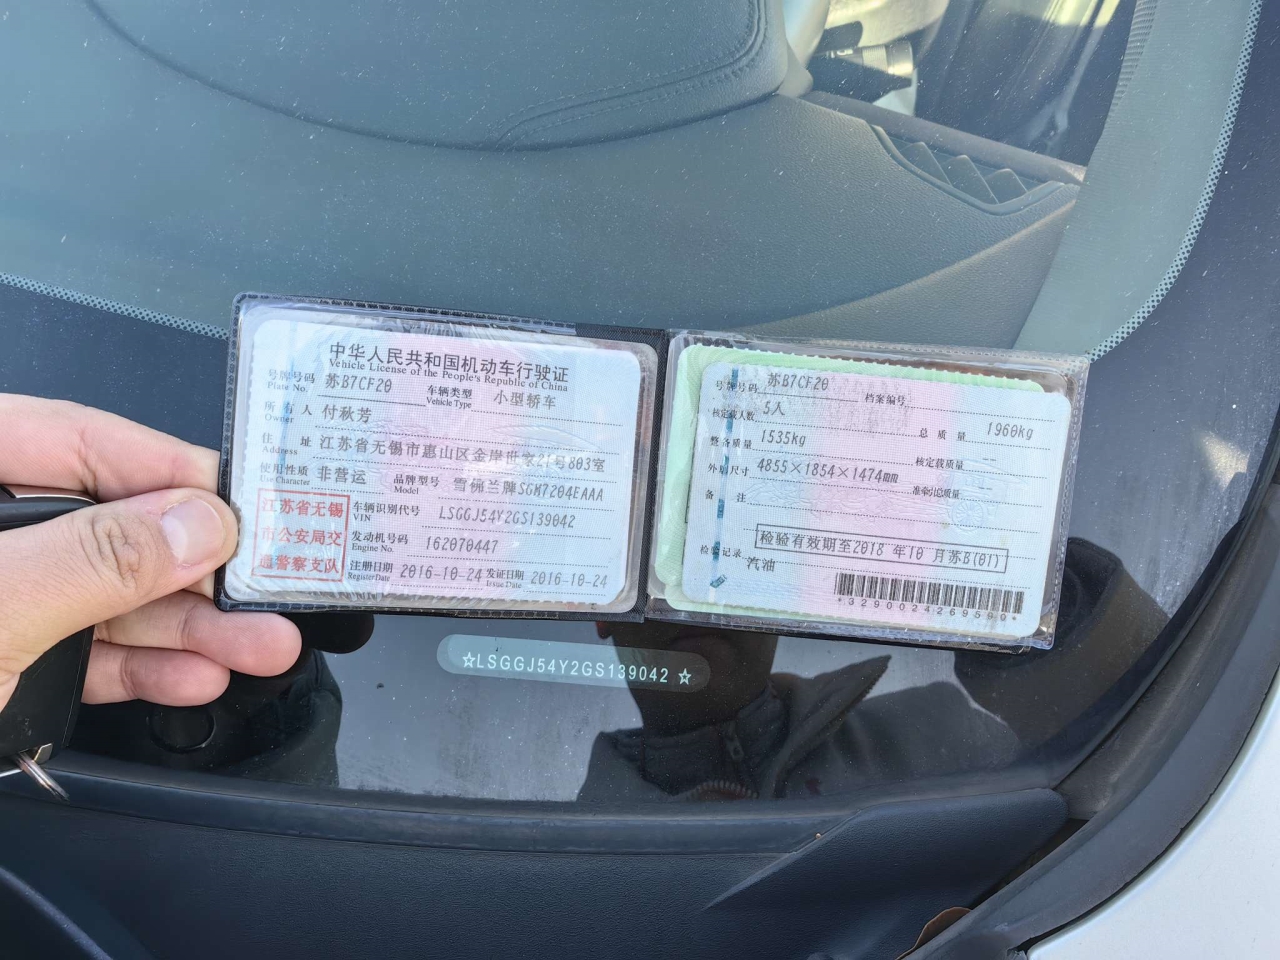 中华人民共和国机动车行驶证
Vehicle License of the People's Republic of China
号牌号码 苏B7CF20 车辆类型 小型轿车
Plate No. Vehicle Type
所有人 付秋芳
Owner
住址 江苏省无锡市惠山区金岸世家21号803室
Address
使用性质 非营运 品牌型号 雪佛兰牌SGM7204EAAA
Use Character Model
江苏省无锡市公安局交通警察支队
车辆识别代号 LSGGJ54Y2GS139042
VIN
发动机号码 162070447
Engine No.
注册日期 2016-10-24 发证日期 2016-10-24
Register Date Issue Date
号牌号码 苏B7CF20 档案编号
核定载人数 5人 总质量 1960kg
整备质量 1535kg 核定载质量 --
外廓尺寸 4855×1854×1474mm 准牵引总质量 --
备注
检验有效期至2018年10月苏B(01)
检验记录 汽油
*3290024269590*
☆LSGGJ54Y2GS139042☆